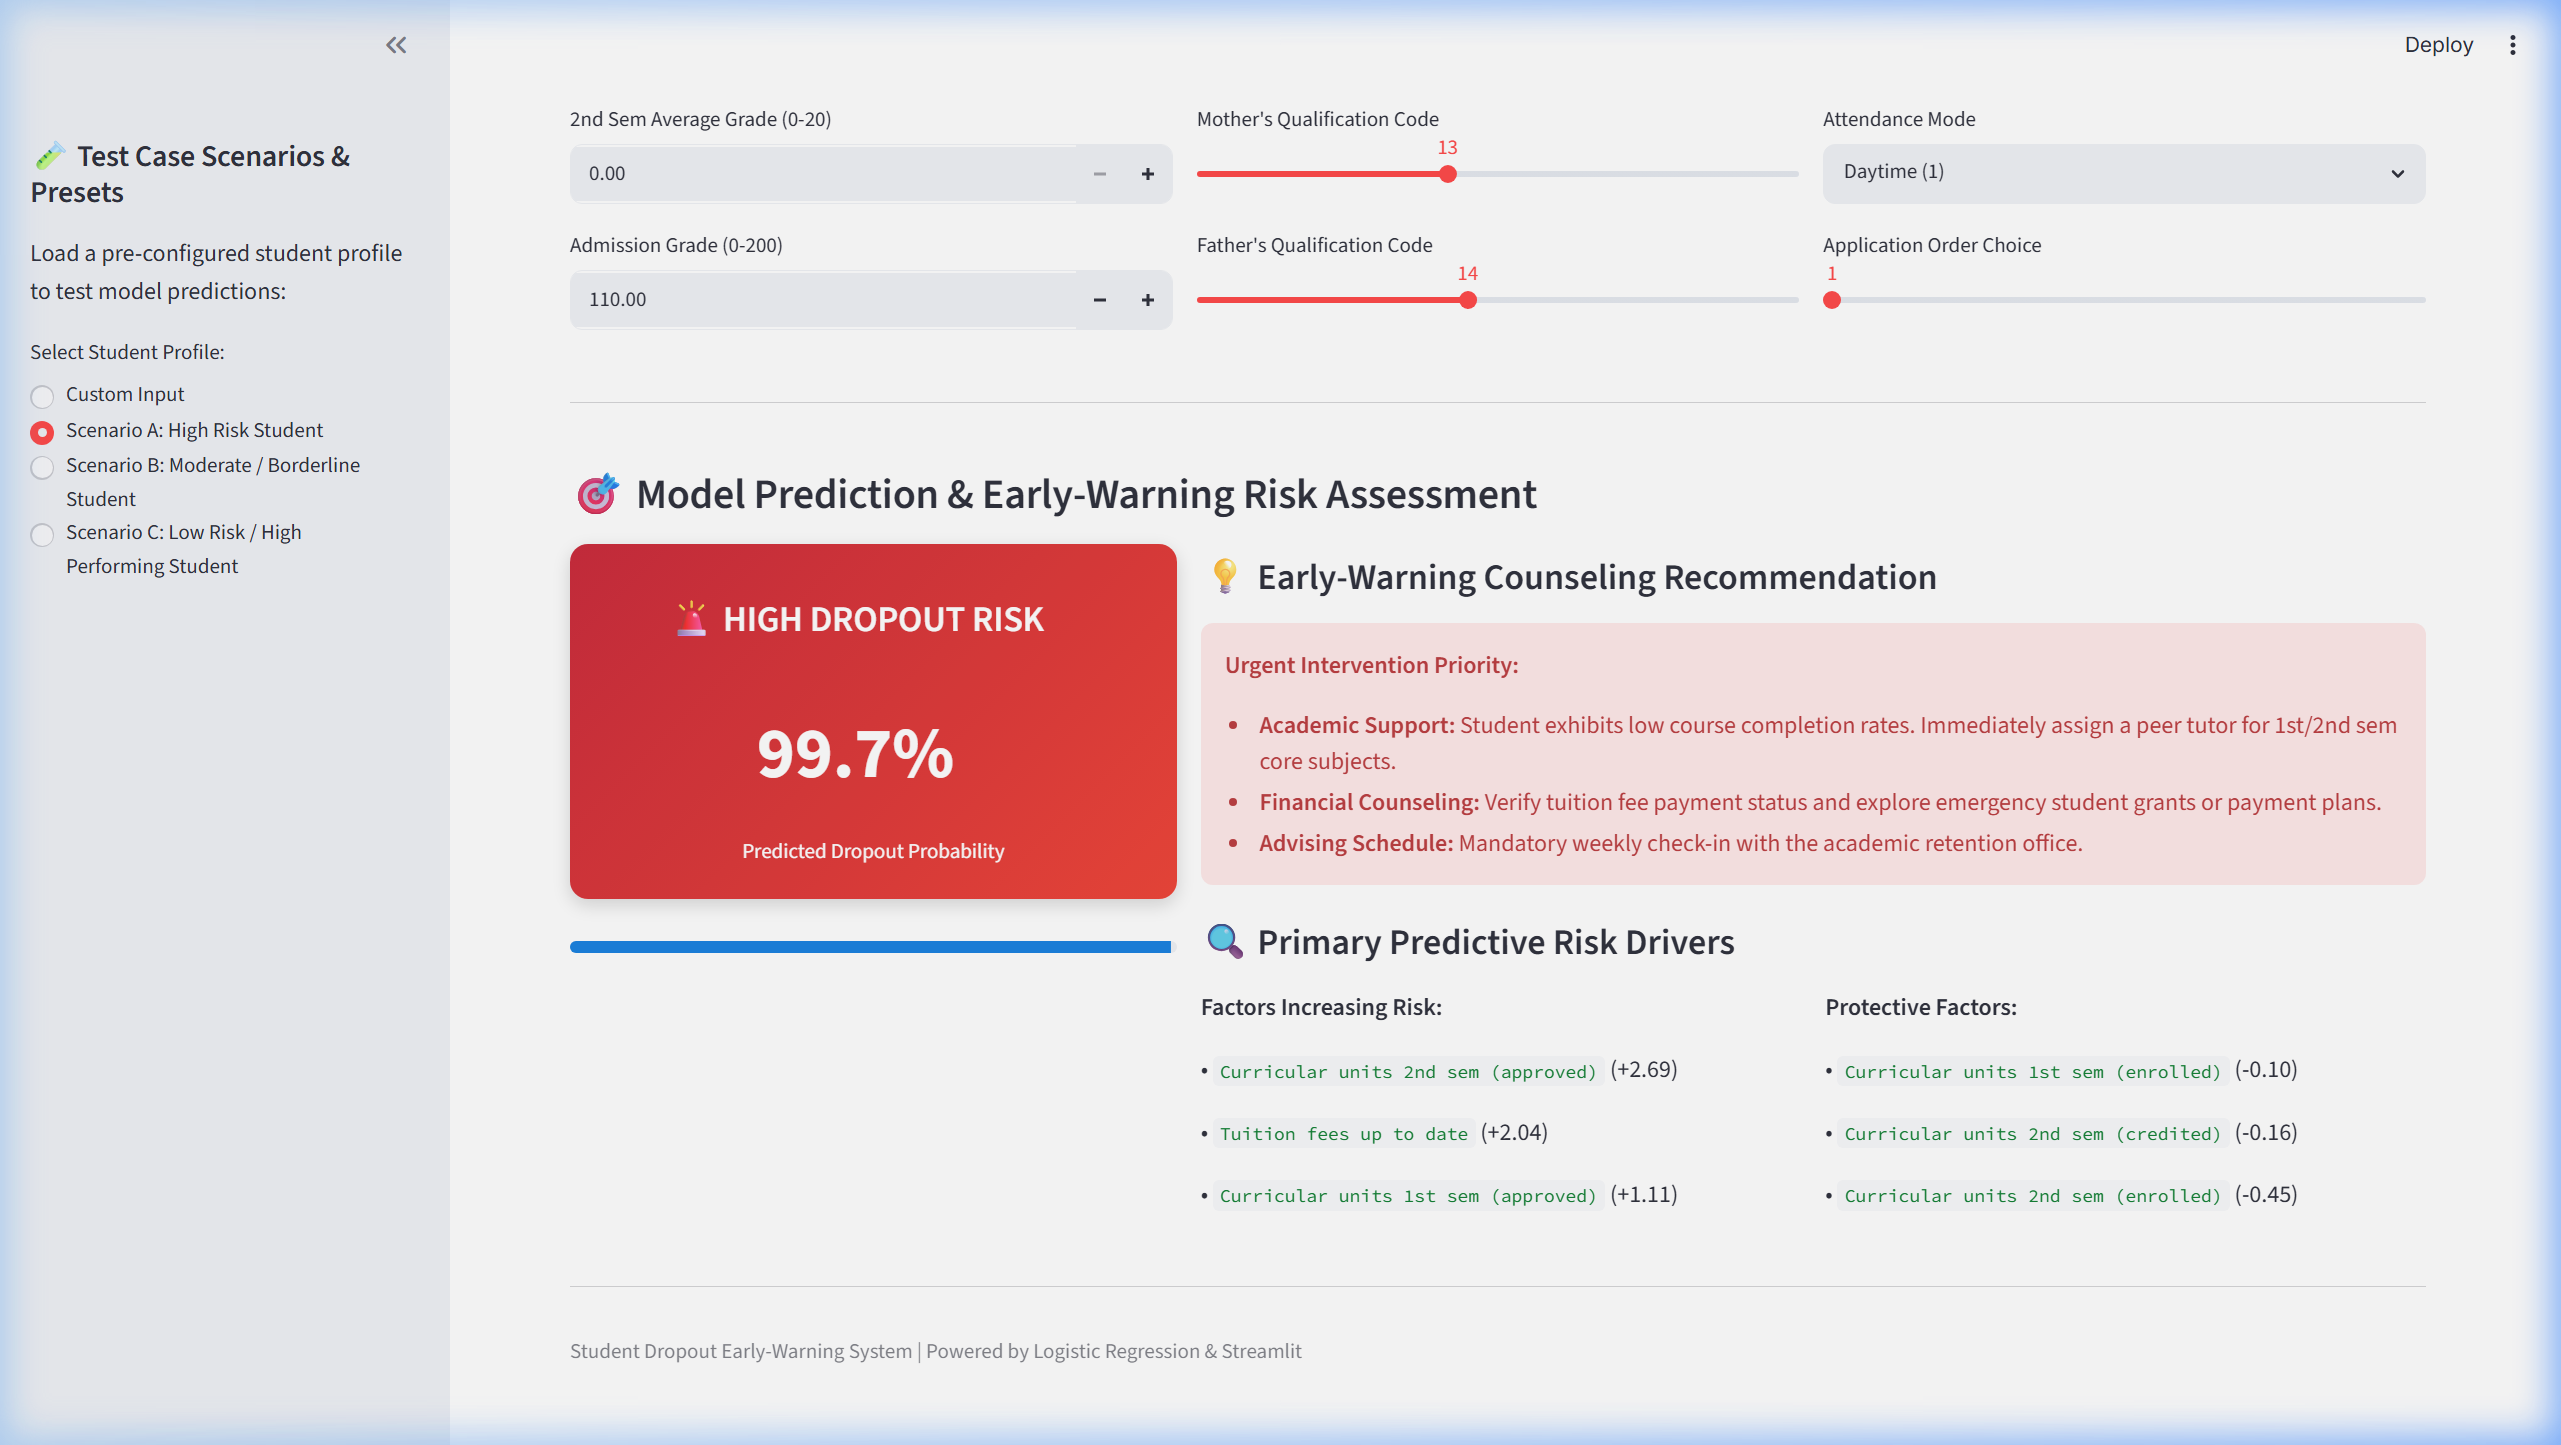 Deploy
Test Case Scenarios &
Presets
Load a pre-configured student profile
to test model predictions:
Select Student Profile:
Custom Input
Scenario A: High Risk Student
Scenario B: Moderate / Borderline
Student
Scenario C: Low Risk / High
Performing Student
2nd Sem Average Grade (0-20)
0.00
Mother's Qualification Code
13
Attendance Mode
Daytime (1)
Admission Grade (0-200)
110.00
Father's Qualification Code
14
Application Order Choice
1
Model Prediction & Early-Warning Risk Assessment
HIGH DROPOUT RISK
99.7%
Predicted Dropout Probability
Early-Warning Counseling Recommendation
Urgent Intervention Priority:
• Academic Support: Student exhibits low course completion rates. Immediately assign a peer tutor for 1st/2nd sem
core subjects.
• Financial Counseling: Verify tuition fee payment status and explore emergency student grants or payment plans.
• Advising Schedule: Mandatory weekly check-in with the academic retention office.
Primary Predictive Risk Drivers
Factors Increasing Risk:
• Curricular units 2nd sem (approved) (+2.69)
• Tuition fees up to date (+2.04)
• Curricular units 1st sem (approved) (+1.11)
Protective Factors:
• Curricular units 1st sem (enrolled) (-0.10)
• Curricular units 2nd sem (credited) (-0.16)
• Curricular units 2nd sem (enrolled) (-0.45)
Student Dropout Early-Warning System | Powered by Logistic Regression & Streamlit